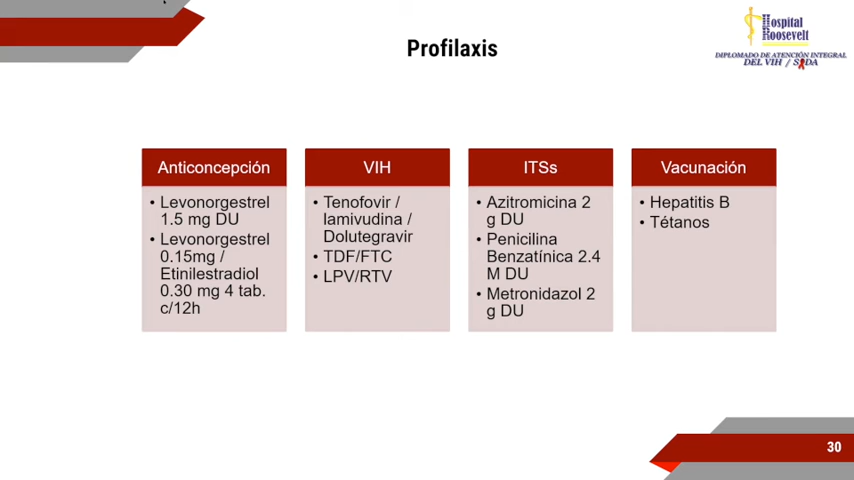 Hospital
Roosevelt
DIPLOMADO DE ATENCIÓN INTEGRAL
DEL VIH / SIDA
Profilaxis
Anticoncepción
• Levonorgestrel
1.5 mg DU
• Levonorgestrel
0.15mg /
Etinilestradiol
0.30 mg 4 tab.
c/12h
VIH
• Tenofovir /
lamivudina /
Dolutegravir
• TDF/FTC
• LPV/RTV
ITSs
• Azitromicina 2
g DU
• Penicilina
Benzatínica 2.4
M DU
• Metronidazol 2
g DU
Vacunación
• Hepatitis B
• Tétanos
30